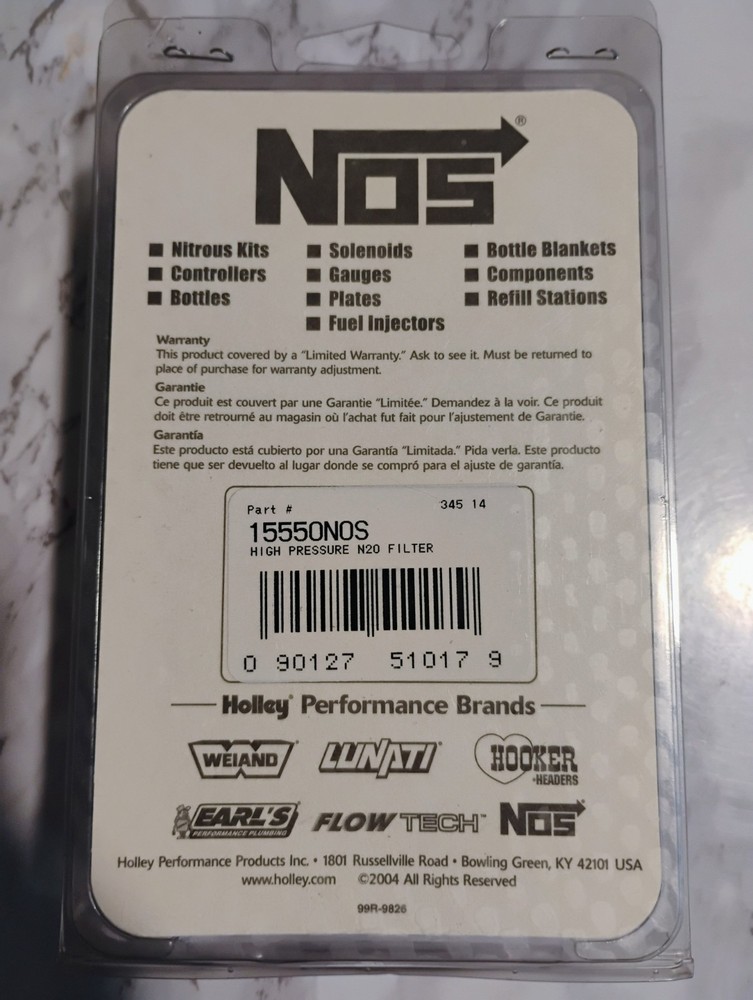 NOS®
Nitrous Kits
Controllers
Bottles
Solenoids
Gauges
Plates
Fuel Injectors
Bottle Blankets
Components
Refill Stations
Warranty
This product covered by a “Limited Warranty.” Ask to see it. Must be returned to
place of purchase for warranty adjustment.
Garantie
Ce produit est couvert par une Garantie “Limitée.” Demandez à la voir. Ce produit
doit être retrourné au magasin où l’achat fut fait pour l’ajustement de Garantie.
Garantía
Este producto está cubierto por una Garantía “Limitada.” Pida verla. Este producto
tiene que ser devuelto al lugar donde se compró para el ajuste de garantía.
Part # 345 14
15550NOS
HIGH PRESSURE N2O FILTER
0 90127 51017 9
Holley® Performance Brands
WEIAND® LUNATI® HOOKER
HEADERS
EARL'S® FLOWTECH™ NOS®
PERFORMANCE PLUMBING
Holley Performance Products Inc. • 1801 Russellville Road • Bowling Green, KY 42101 USA
www.holley.com ©2004 All Rights Reserved
99R-9826